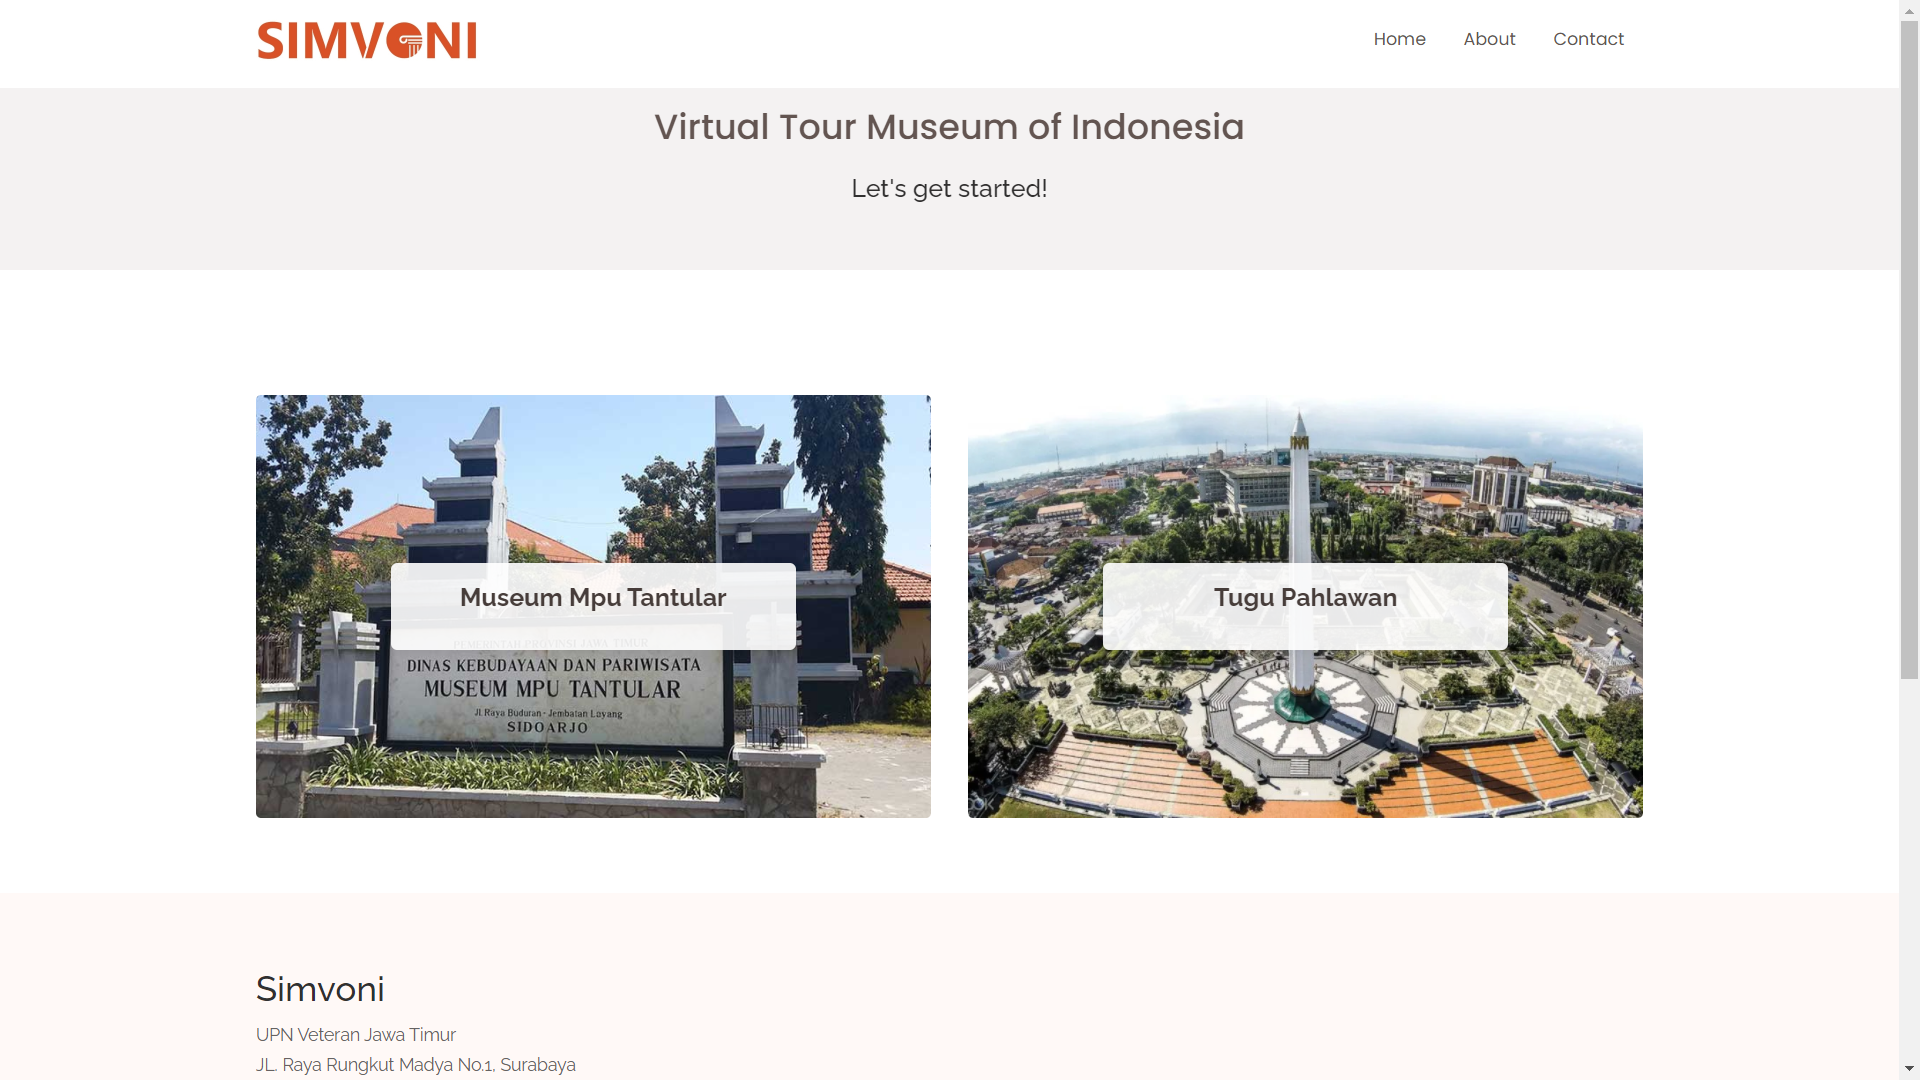 SIMVONI
Home
About
Contact
Virtual Tour Museum of Indonesia
Let's get started!
Museum Mpu Tantular
PEMERINTAH PROVINSI JAWA TIMUR
DINAS KEBUDAYAAN DAN PARIWISATA
MUSEUM MPU TANTULAR
Jl.Raya Buduran - Jembatan Layang
SIDOARJO
Tugu Pahlawan
Simvoni
UPN Veteran Jawa Timur
JL. Raya Rungkut Madya No.1, Surabaya